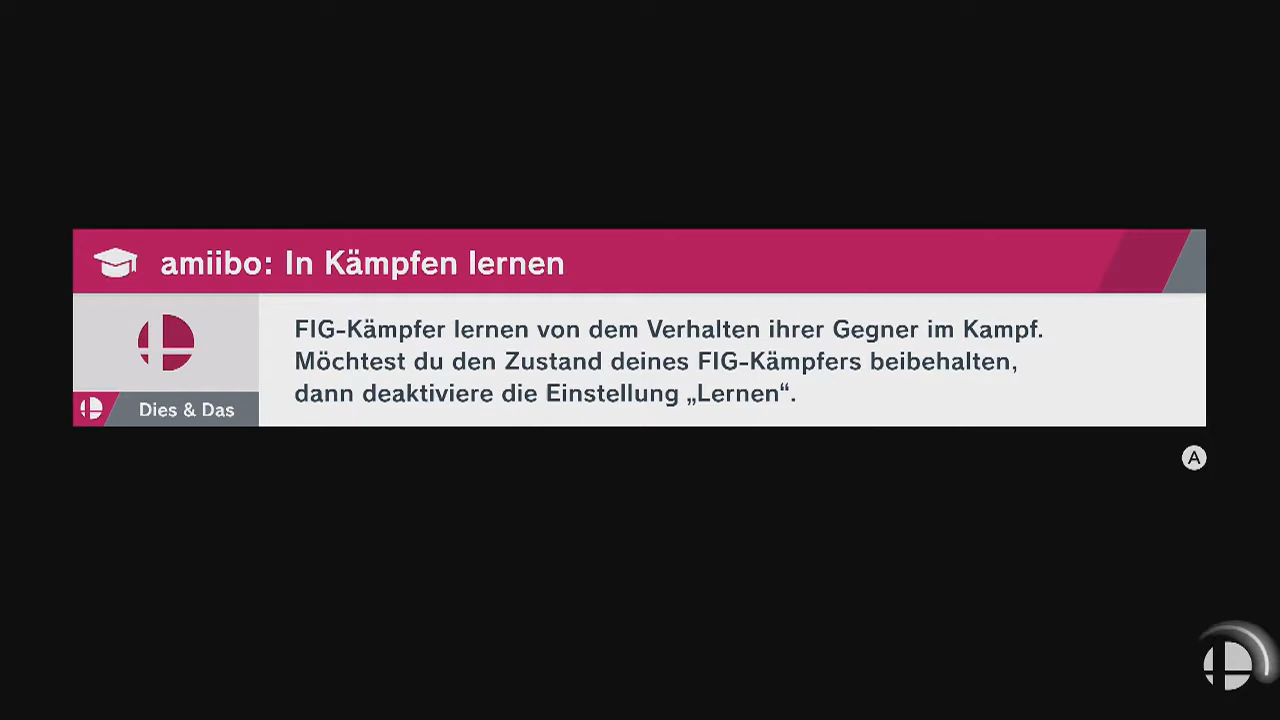 amiibo: In Kämpfen lernen
FIG-Kämpfer lernen von dem Verhalten ihrer Gegner im Kampf.
Möchtest du den Zustand deines FIG-Kämpfers beibehalten,
dann deaktiviere die Einstellung „Lernen“.
Dies & Das
A